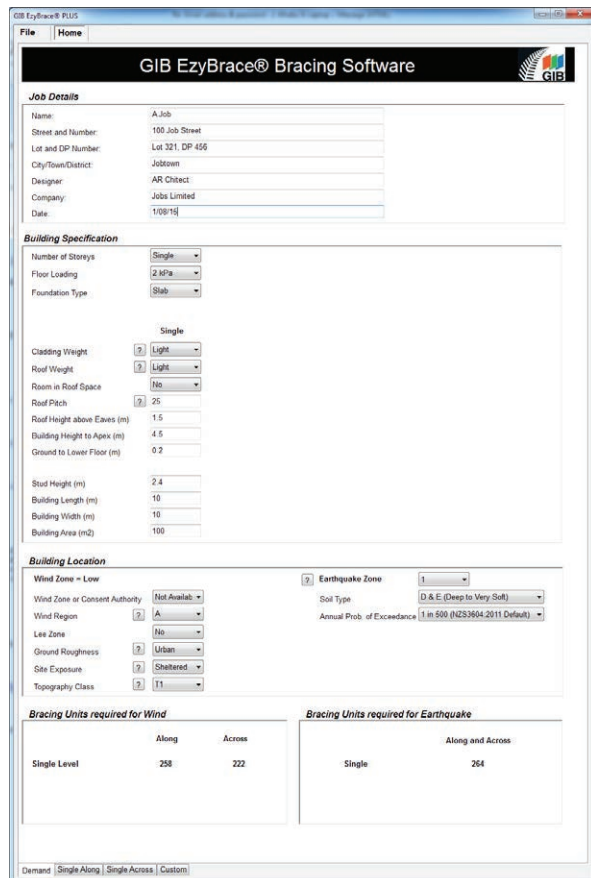 GIB EzyBrace® PLUS
File Home
GIB EzyBrace® Bracing Software
GIB
Job Details
Name: A Job
Street and Number: 100 Job Street
Lot and DP Number: Lot 321, DP 456
City/Town/District: Jobtown
Designer: AR Chitect
Company: Jobs Limited
Date: 1/08/15
Building Specification
Number of Storeys Single
Floor Loading 2 kPa
Foundation Type Slab
Single
Cladding Weight ? Light
Roof Weight ? Light
Room in Roof Space No
Roof Pitch ? 25
Roof Height above Eaves (m) 1.5
Building Height to Apex (m) 4.5
Ground to Lower Floor (m) 0.2
Stud Height (m) 2.4
Building Length (m) 10
Building Width (m) 10
Building Area (m2) 100
Building Location
Wind Zone = Low ? Earthquake Zone 1
Wind Zone or Consent Authority Not Availab Soil Type D & E (Deep to Very Soft)
Wind Region ? A Annual Prob. of Exceedance 1 in 500 (NZS3604:2011 Default)
Lee Zone No
Ground Roughness ? Urban
Site Exposure ? Sheltered
Topography Class ? T1
Bracing Units required for Wind Bracing Units required for Earthquake
Along Across Along and Across
Single Level 258 222 Single 264
Demand Single Along Single Across Custom